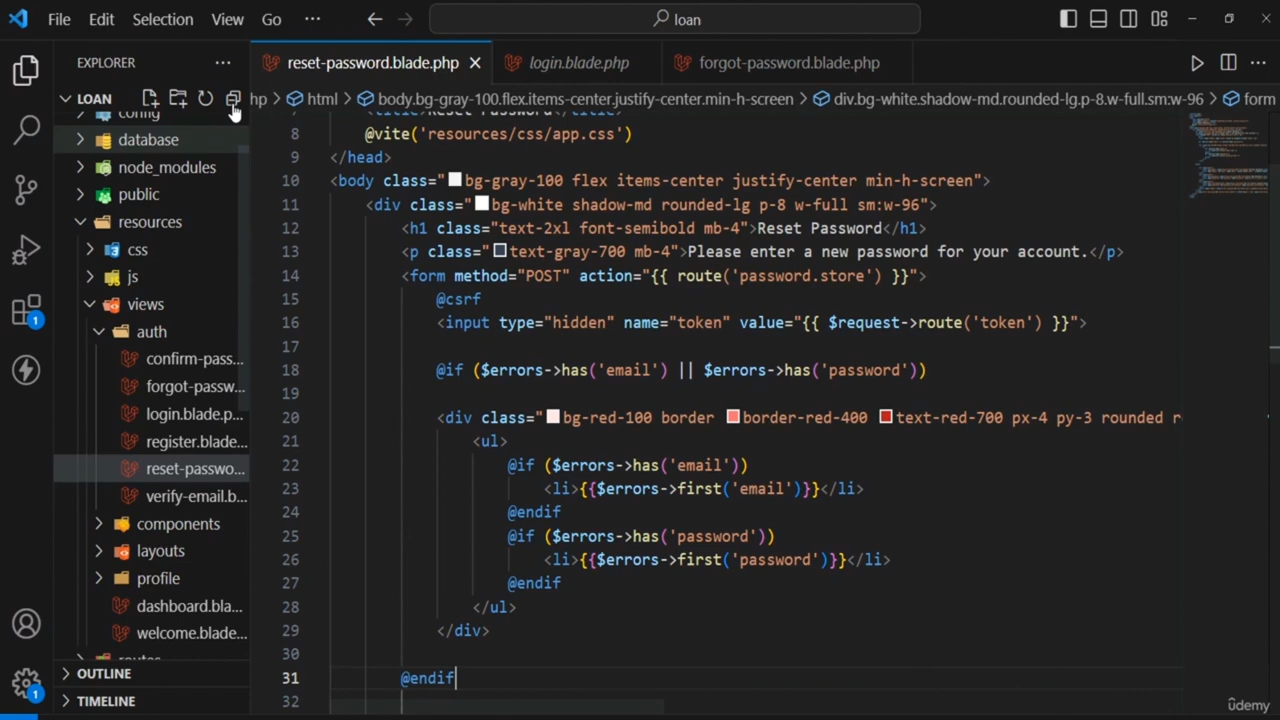 File Edit Selection View Go ··· loan
EXPLORER ···
reset-password.blade.php
login.blade.php
forgot-password.blade.php
LOAN
hp > html > body.bg-gray-100.flex.items-center.justify-center.min-h-screen > div.bg-white.shadow-md.rounded-lg.p-8.w-full.sm:w-96 > form
config
database
node_modules
public
resources
css
js
views
auth
confirm-pass...
forgot-passw...
login.blade.p...
register.blade...
reset-passwo...
verify-email.b...
components
layouts
profile
dashboard.bla...
welcome.blade...
routes
OUTLINE
TIMELINE
1
1
7 <title>Reset Password</title>
8 @vite('resources/css/app.css')
9 </head>
10 <body class="bg-gray-100 flex items-center justify-center min-h-screen">
11 <div class="bg-white shadow-md rounded-lg p-8 w-full sm:w-96">
12 <h1 class="text-2xl font-semibold mb-4">Reset Password</h1>
13 <p class="text-gray-700 mb-4">Please enter a new password for your account.</p>
14 <form method="POST" action="{{ route('password.store') }}">
15 @csrf
16 <input type="hidden" name="token" value="{{ $request->route('token') }}">
17
18 @if ($errors->has('email') || $errors->has('password'))
19
20 <div class="bg-red-100 border border-red-400 text-red-700 px-4 py-3 rounded r
21 <ul>
22 @if ($errors->has('email'))
23 <li>{{$errors->first('email')}}</li>
24 @endif
25 @if ($errors->has('password'))
26 <li>{{$errors->first('password')}}</li>
27 @endif
28 </ul>
29 </div>
30
31 @endif
32
ûdemy